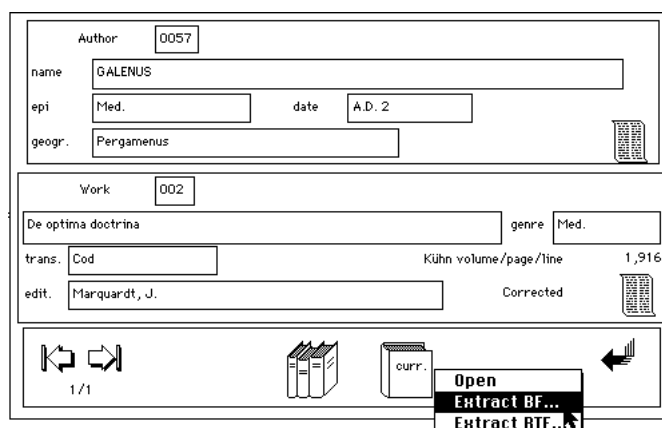 Author 0057
name GALENUS
epi Med. date A.D. 2
geogr. Pergamenus
Work 002
De optima doctrina genre Med.
trans. Cod Kühn volume/page/line 1,916
edit. Marquardt, J. Corrected
curr.
1/1
Open
Extract BF...
Extract RTF...